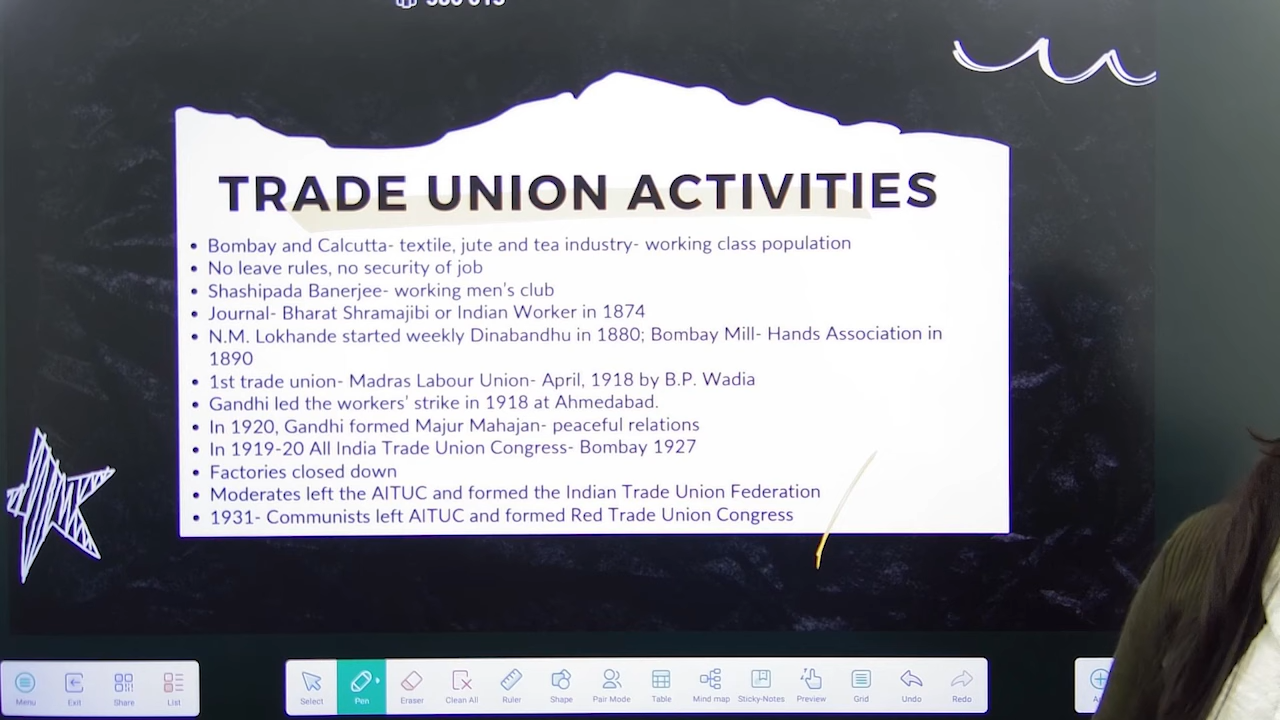 TRADE UNION ACTIVITIES
• Bombay and Calcutta- textile, jute and tea industry- working class population
• No leave rules, no security of job
• Shashipada Banerjee- working men's club
• Journal- Bharat Shramajibi or Indian Worker in 1874
• N.M. Lokhande started weekly Dinabandhu in 1880; Bombay Mill- Hands Association in
1890
• 1st trade union- Madras Labour Union- April, 1918 by B.P. Wadia
• Gandhi led the workers' strike in 1918 at Ahmedabad.
• In 1920, Gandhi formed Majur Mahajan- peaceful relations
• In 1919-20 All India Trade Union Congress- Bombay 1927
• Factories closed down
• Moderates left the AITUC and formed the Indian Trade Union Federation
• 1931- Communists left AITUC and formed Red Trade Union Congress
Menu Exit Share List Select Pen Eraser Clean All Ruler Shape Pair Mode Table Mind map Sticky-Notes Preview Grid Undo Redo